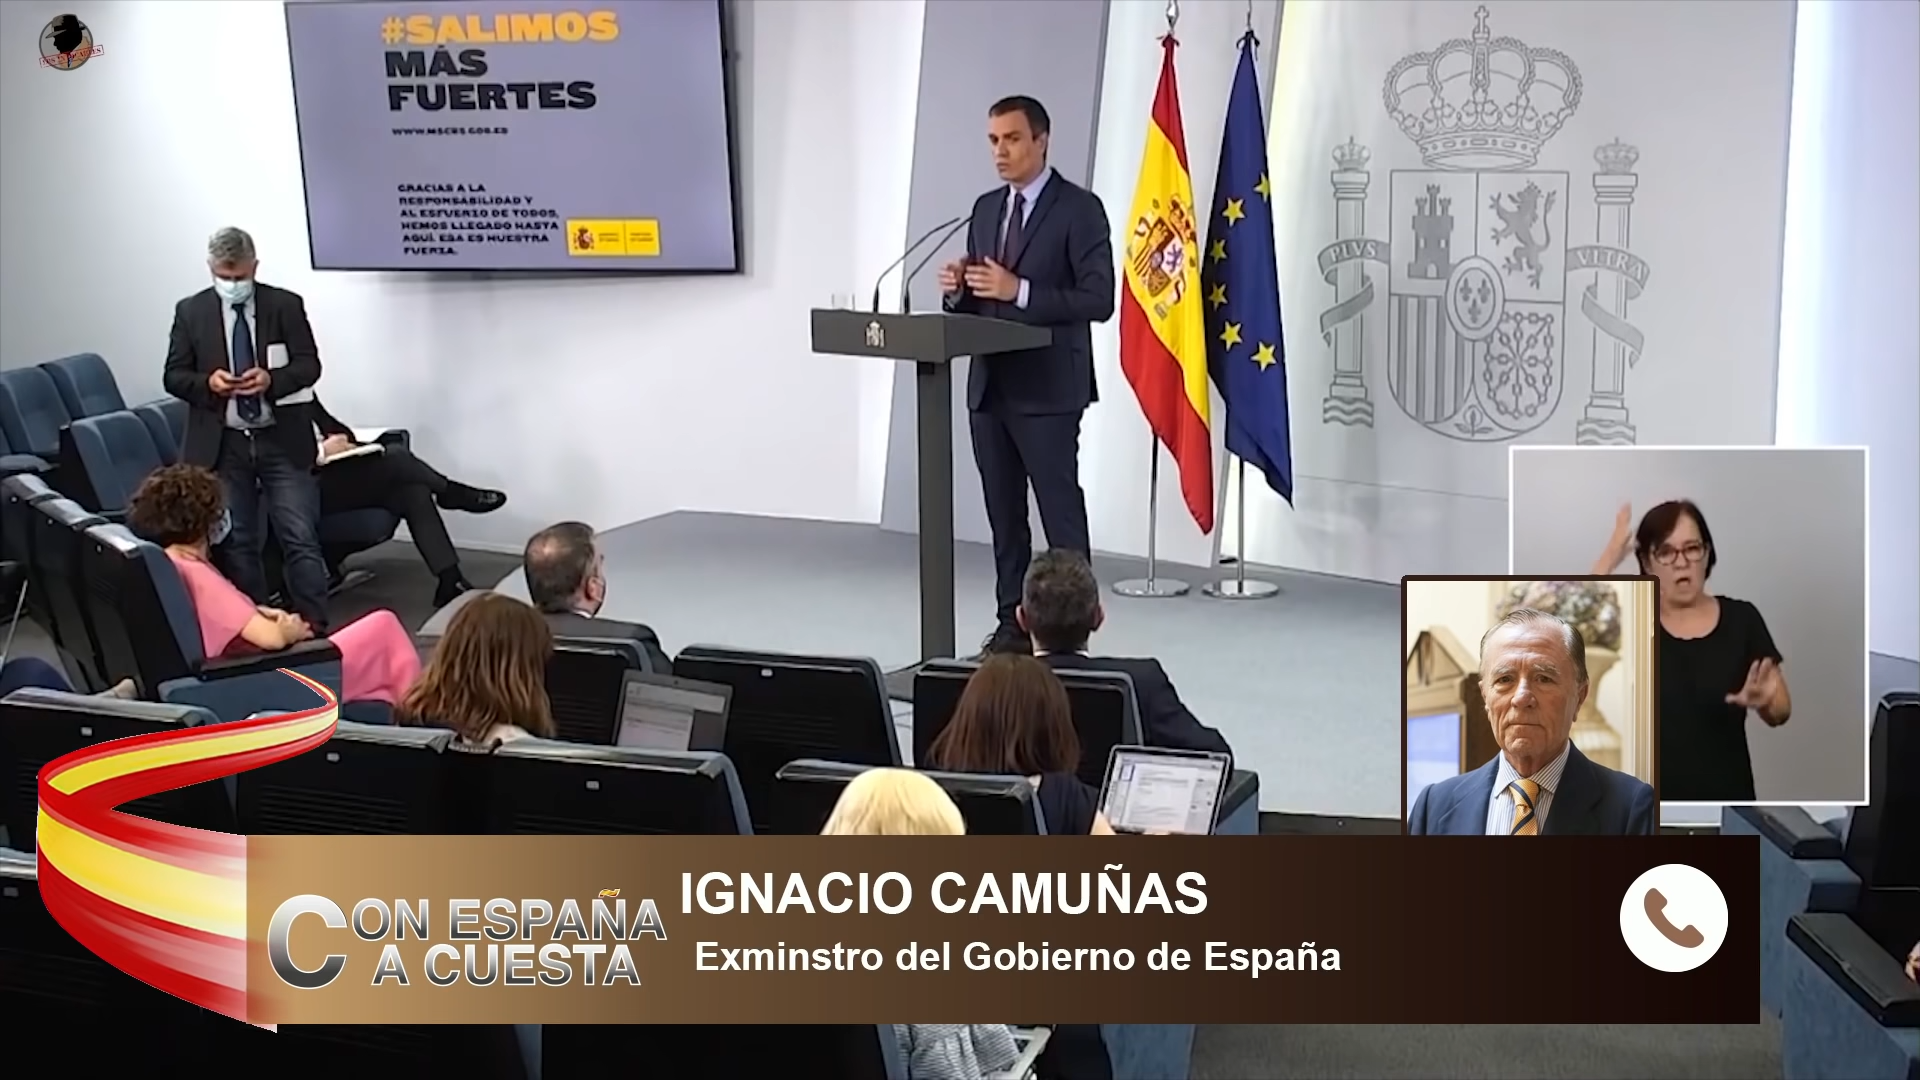 #SALIMOS
MÁS
FUERTES
GRACIAS A LA
RESPONSABILIDAD Y
AL ESFUERZO DE TODOS,
HEMOS LLEGADO HASTA
AQUÍ. ESA ES NUESTRA
FUERZA.
PLVS VLTRA
CON ESPAÑA
A CUESTA
IGNACIO CAMUÑAS
Exminstro del Gobierno de España